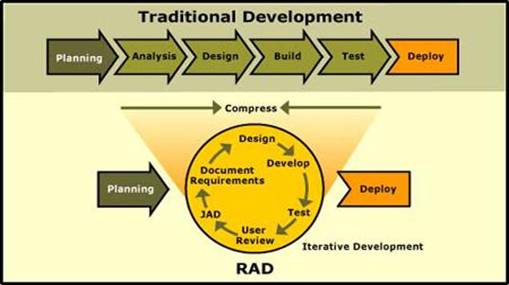 Traditional Development
Planning
Analysis
Design
Build
Test
Deploy
Compress
Design
Develop
Test
User
Review
JAD
Document
Requirements
Planning
Deploy
Iterative Development
RAD